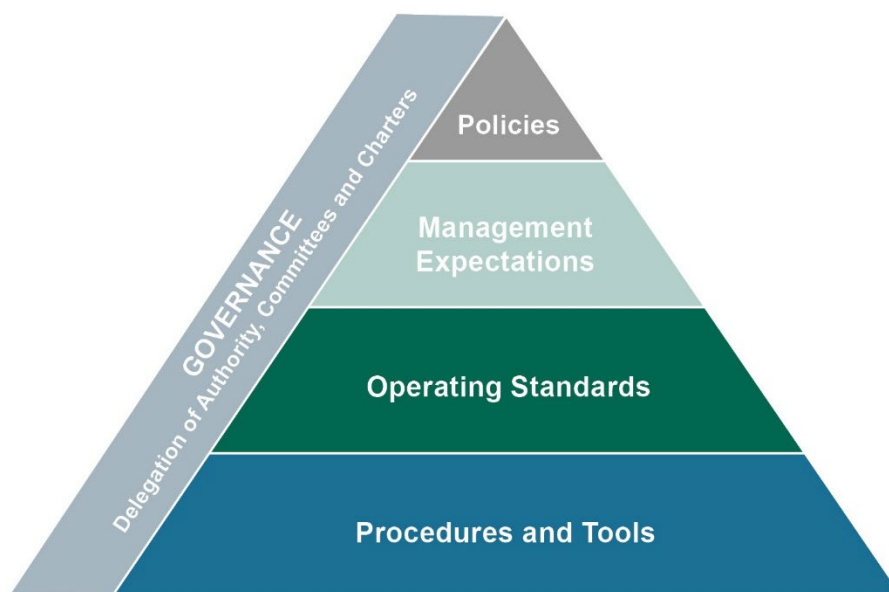 GOVERNANCE
Delegation of Authority, Committees and Charters
Policies
Management
Expectations
Operating Standards
Procedures and Tools